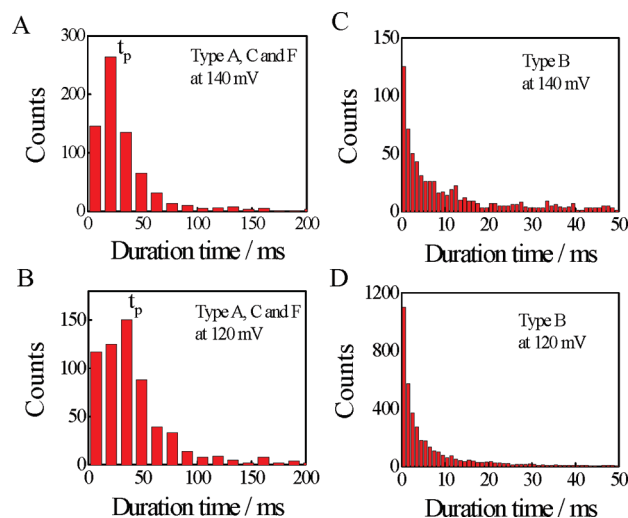 A
300
200
100
0
Counts
t_p
Type A, C and F
at 140 mV
0 50 100 150 200
Duration time / ms
C
150
100
50
0
Counts
Type B
at 140 mV
0 10 20 30 40 50
Duration time / ms
B
150
100
50
0
Counts
t_p
Type A, C and F
at 120 mV
0 50 100 150 200
Duration time / ms
D
1200
800
400
0
Counts
Type B
at 120 mV
0 10 20 30 40 50
Duration time / ms